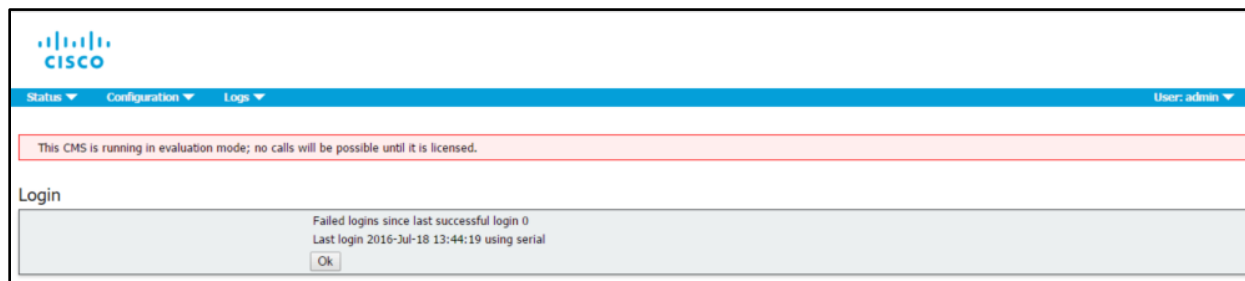 CISCO
Status Configuration Logs User: admin
This CMS is running in evaluation mode; no calls will be possible until it is licensed.
Login
Failed logins since last successful login 0
Last login 2016-Jul-18 13:44:19 using serial
Ok